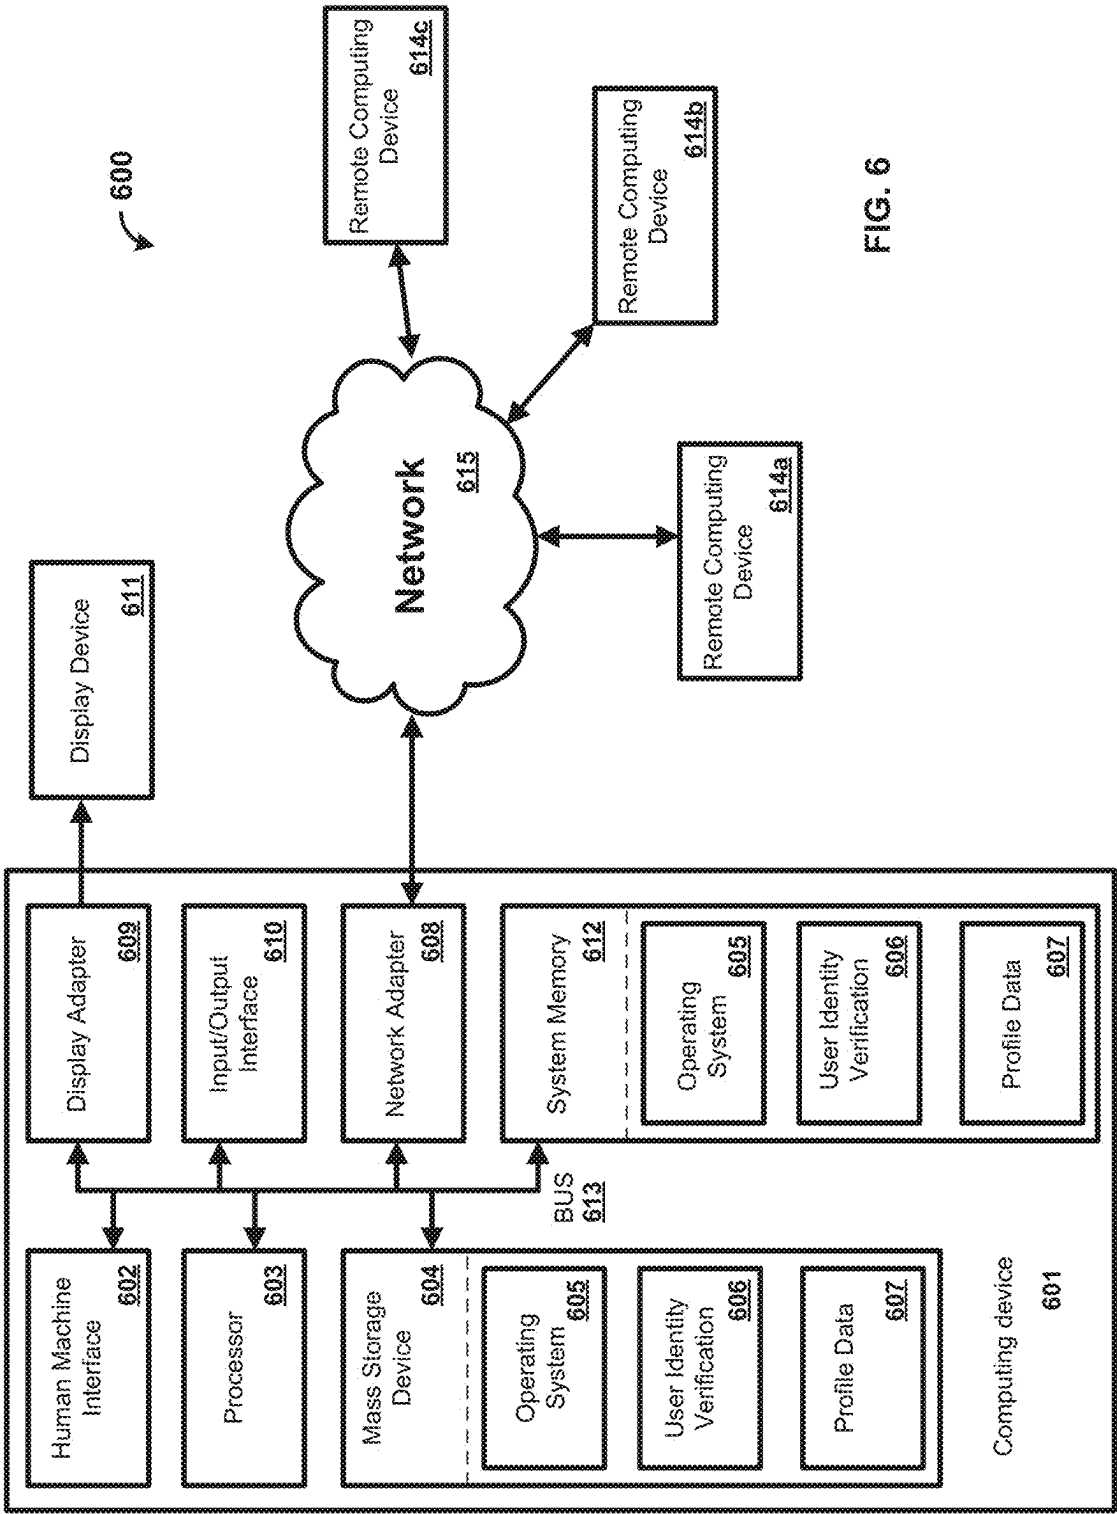 600
Human Machine
Interface
602
Processor
603
Mass Storage
Device
604
Operating
System
605
User Identity
Verification
606
Profile Data
607
Computing device
601
BUS
613
Display Adapter
609
Input/Output
Interface
610
Network Adapter
608
System Memory
612
Operating
System
605
User Identity
Verification
606
Profile Data
607
Display Device
611
Network
615
Remote Computing
Device
614a
Remote Computing
Device
614b
Remote Computing
Device
614c
FIG. 6